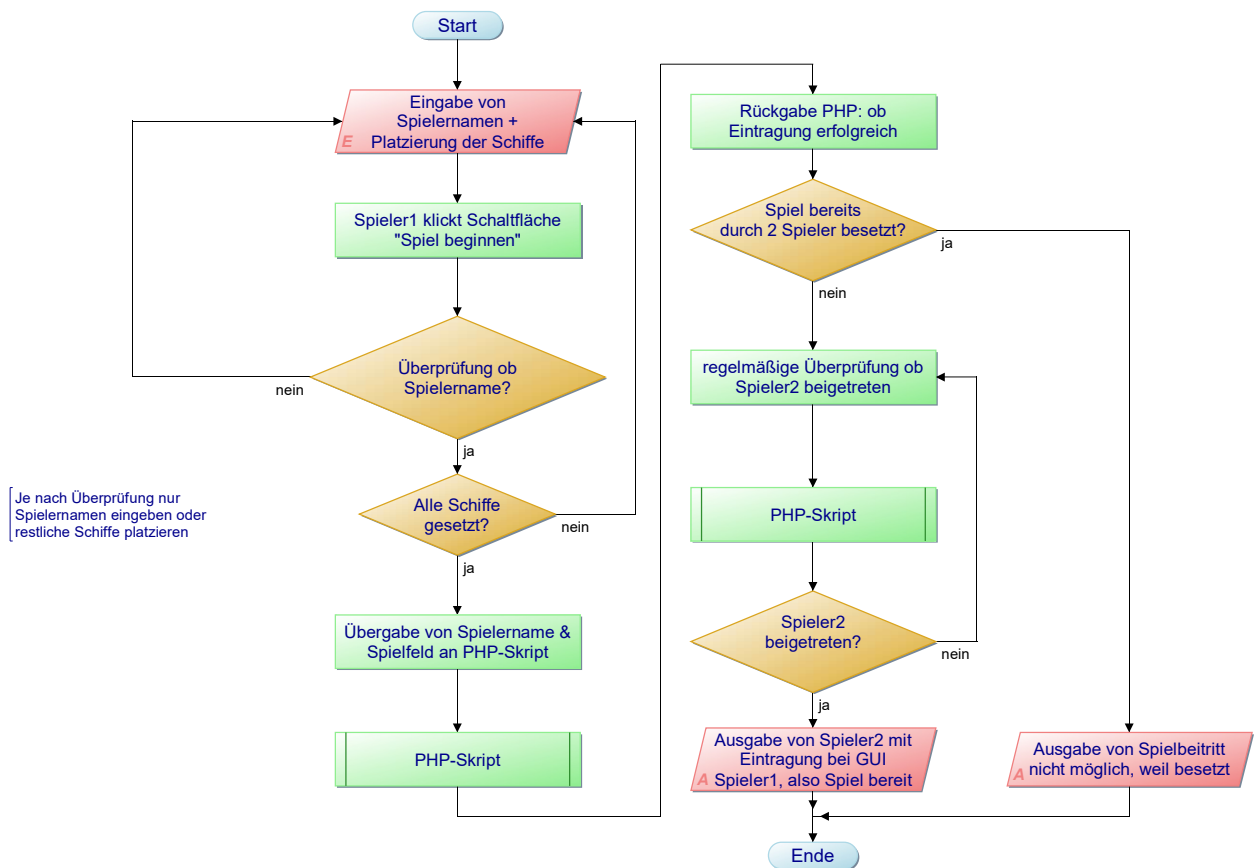 Start
Eingabe von
Spielernamen +
Platzierung der Schiffe
E
Spieler1 klickt Schaltfläche
"Spiel beginnen"
Überprüfung ob
Spielername?
nein
ja
Je nach Überprüfung nur
Spielernamen eingeben oder
restliche Schiffe platzieren
Alle Schiffe
gesetzt?
nein
ja
Übergabe von Spielername &
Spielfeld an PHP-Skript
PHP-Skript
Rückgabe PHP: ob
Eintragung erfolgreich
Spiel bereits
durch 2 Spieler besetzt?
ja
nein
regelmäßige Überprüfung ob
Spieler2 beigetreten
PHP-Skript
Spieler2
beigetreten?
nein
ja
Ausgabe von Spieler2 mit
Eintragung bei GUI
Spieler1, also Spiel bereit
A
Ausgabe von Spielbeitritt
nicht möglich, weil besetzt
A
Ende